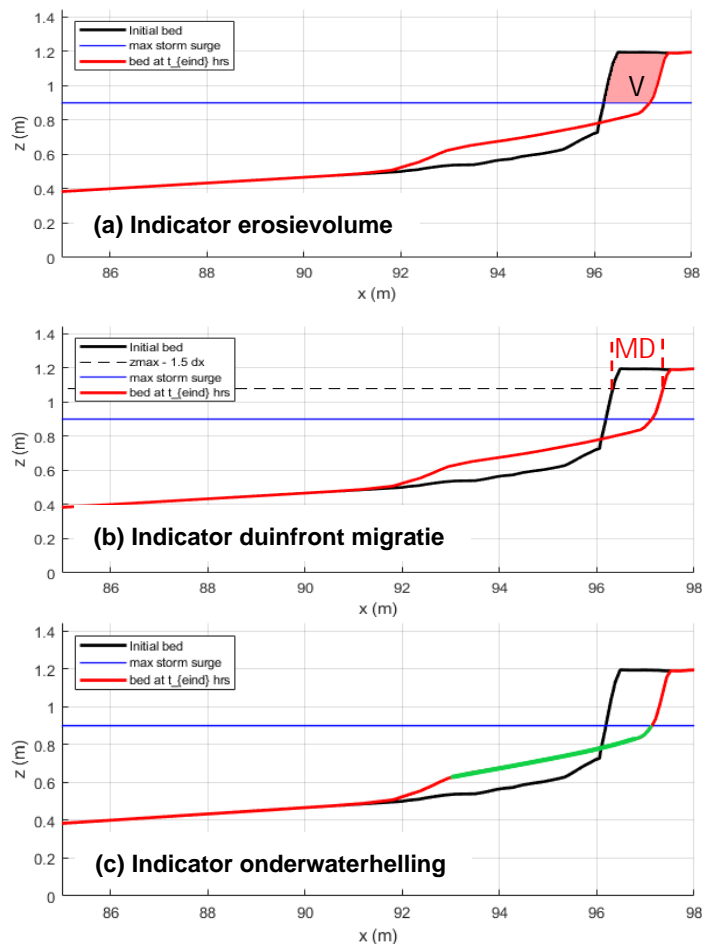 1.4
1.2
1
0.8
0.6
0.4
0.2
0
z (m)
Initial bed
max storm surge
bed at t_{eind} hrs
V
(a) Indicator erosievolume
86 88 90 92 94 96 98
x (m)
1.4
1.2
1
0.8
0.6
0.4
0.2
0
z (m)
Initial bed
zmax - 1.5 dx
max storm surge
bed at t_{eind} hrs
MD
(b) Indicator duinfront migratie
86 88 90 92 94 96 98
x (m)
1.4
1.2
1
0.8
0.6
0.4
0.2
0
z (m)
Initial bed
max storm surge
bed at t_{eind} hrs
(c) Indicator onderwaterhelling
86 88 90 92 94 96 98
x (m)